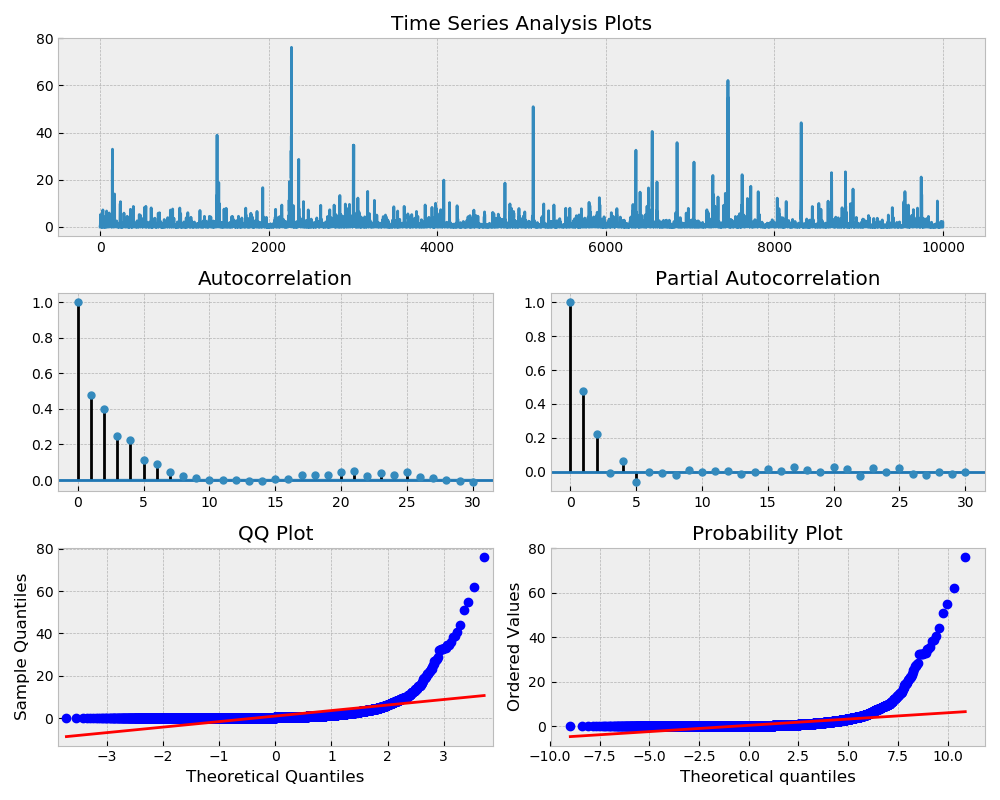 Time Series Analysis Plots
80
60
40
20
0
0 2000 4000 6000 8000 10000
Autocorrelation
1.0
0.8
0.6
0.4
0.2
0.0
0 5 10 15 20 25 30
Partial Autocorrelation
1.0
0.8
0.6
0.4
0.2
0.0
0 5 10 15 20 25 30
QQ Plot
Sample Quantiles
80
60
40
20
0
−3 −2 −1 0 1 2 3
Theoretical Quantiles
Probability Plot
Ordered Values
80
60
40
20
0
−10.0 −7.5 −5.0 −2.5 0.0 2.5 5.0 7.5 10.0
Theoretical quantiles